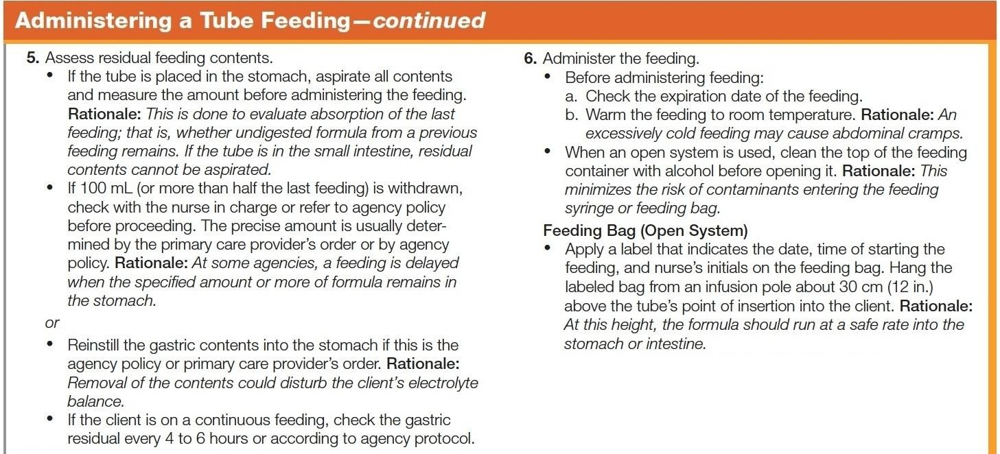 Administering a Tube Feeding—continued
5. Assess residual feeding contents.
• If the tube is placed in the stomach, aspirate all contents
and measure the amount before administering the feeding.
Rationale: This is done to evaluate absorption of the last
feeding; that is, whether undigested formula from a previous
feeding remains. If the tube is in the small intestine, residual
contents cannot be aspirated.
• If 100 mL (or more than half the last feeding) is withdrawn,
check with the nurse in charge or refer to agency policy
before proceeding. The precise amount is usually deter-
mined by the primary care provider's order or by agency
policy. Rationale: At some agencies, a feeding is delayed
when the specified amount or more of formula remains in
the stomach.
or
• Reinstill the gastric contents into the stomach if this is the
agency policy or primary care provider's order. Rationale:
Removal of the contents could disturb the client's electrolyte
balance.
• If the client is on a continuous feeding, check the gastric
residual every 4 to 6 hours or according to agency protocol.
6. Administer the feeding.
• Before administering feeding:
a. Check the expiration date of the feeding.
b. Warm the feeding to room temperature. Rationale: An
excessively cold feeding may cause abdominal cramps.
• When an open system is used, clean the top of the feeding
container with alcohol before opening it. Rationale: This
minimizes the risk of contaminants entering the feeding
syringe or feeding bag.
Feeding Bag (Open System)
• Apply a label that indicates the date, time of starting the
feeding, and nurse's initials on the feeding bag. Hang the
labeled bag from an infusion pole about 30 cm (12 in.)
above the tube's point of insertion into the client. Rationale:
At this height, the formula should run at a safe rate into the
stomach or intestine.